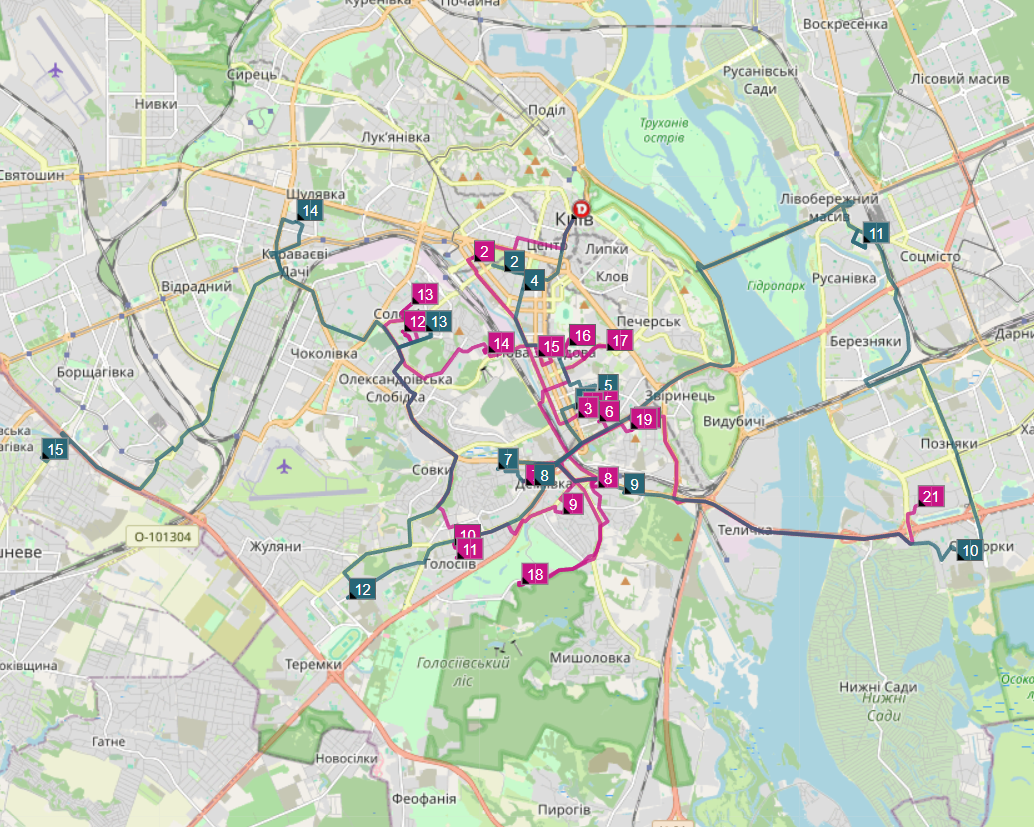 Куренівка
Почайна
Воскресенка
Сирець
Русанівські
Сади
Лісовий масив
Нивки
Поділ
Труханів
острів
Лук'янівка
Святошин
Шулявка
14
D
Київ
Лівобережний
масив
11
2
Центр
Липки
Караваєві
Дачі
2
4
Клов
Соцмісто
Русанівка
Відрадний
Гідропарк
13
12
13
Печерськ
16
17
14
15
Чоколівка
Березняки
Борщагівка
Олександрівська
Слобідка
5
3
6
Звіринець
19
Видубичі
15
Позняки
7
8
Совки
8
9
Деміївка
21
9
Теличка
О-101304
10
11
Жуляни
Голосіїв
10
18
12
Теремки
Голосіївський
ліс
Мишоловка
Нижні Сади
Нижні
Сади
Гатне
Новосілки
Феофанія
Пирогів